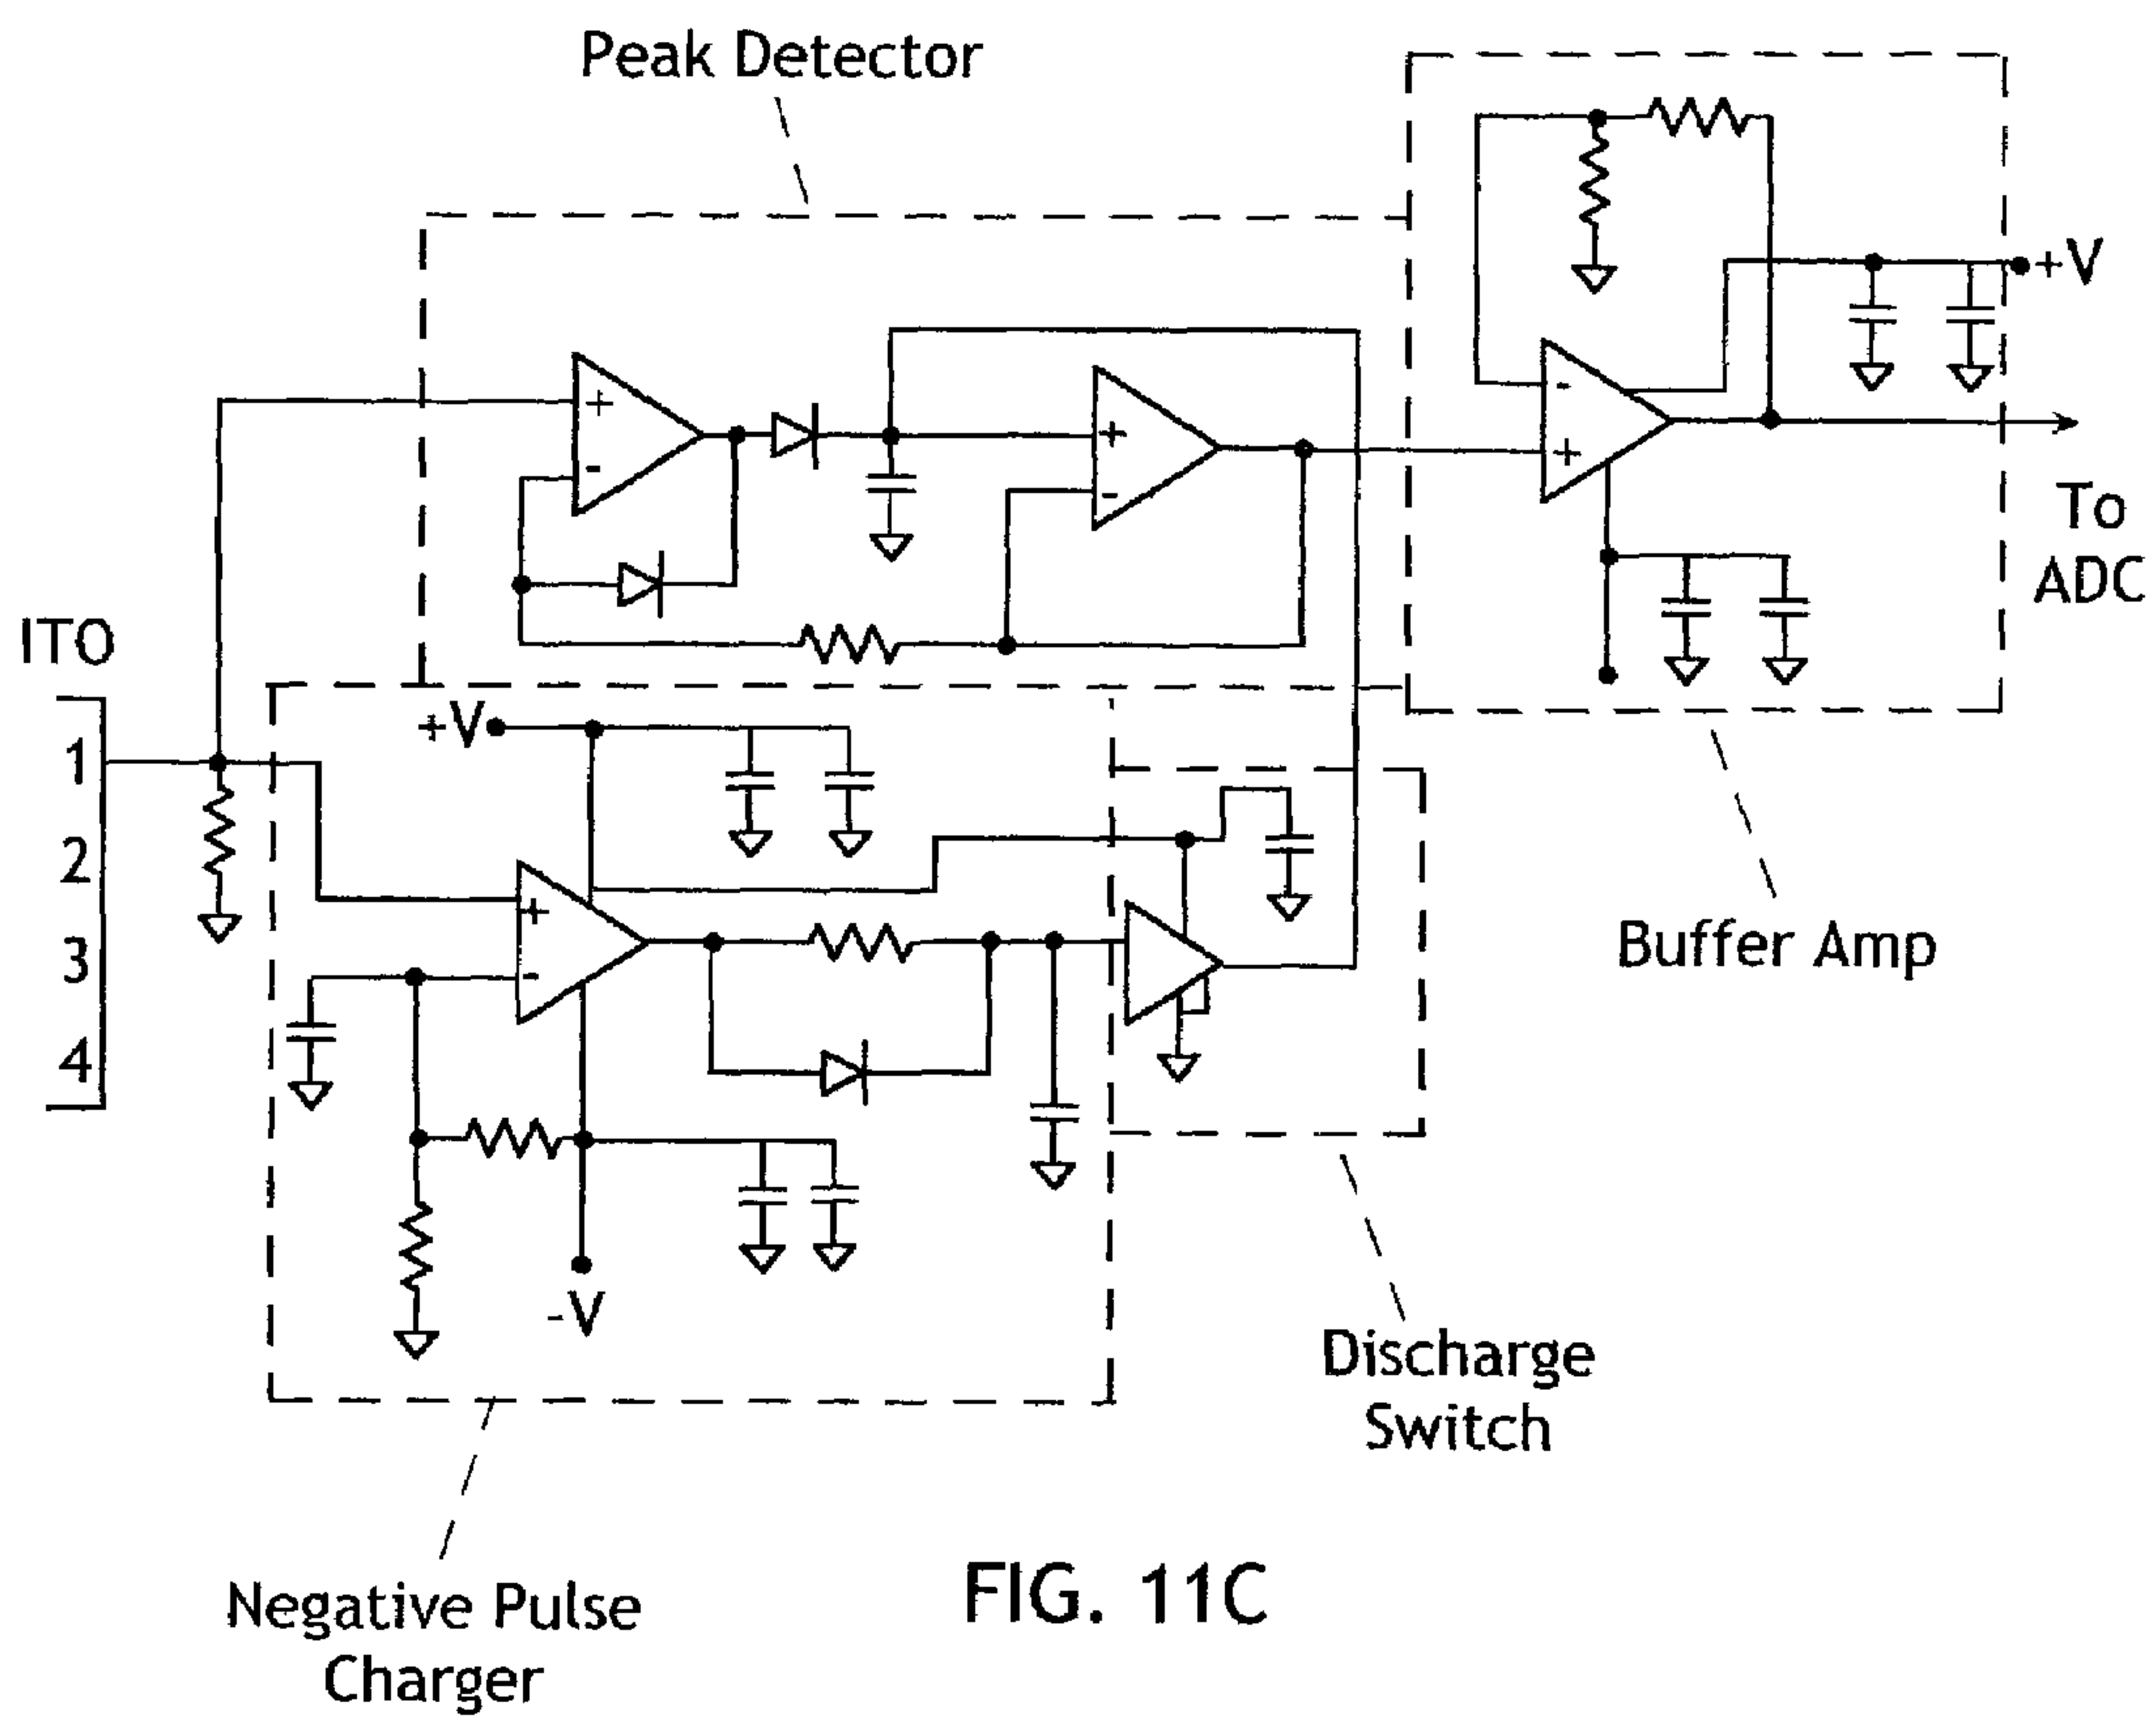 Peak Detector
+V
+
-
+
-
-
+
To
ADC
ITO
+V
1
2
3
4
+
-
Buffer Amp
-V
Discharge
Switch
Negative Pulse
Charger
FIG. 11C